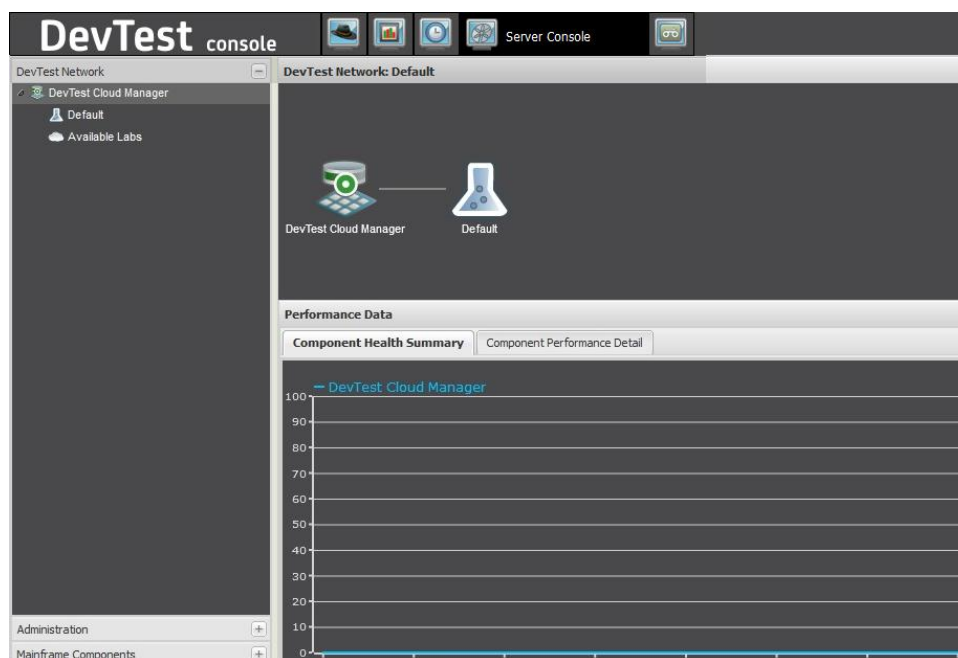 DevTest console
Server Console
DevTest Network
DevTest Cloud Manager
Default
Available Labs
Administration
Mainframe Components
DevTest Network: Default
DevTest Cloud Manager
Default
Performance Data
Component Health Summary
Component Performance Detail
DevTest Cloud Manager
100
90
80
70
60
50
40
30
20
10
0